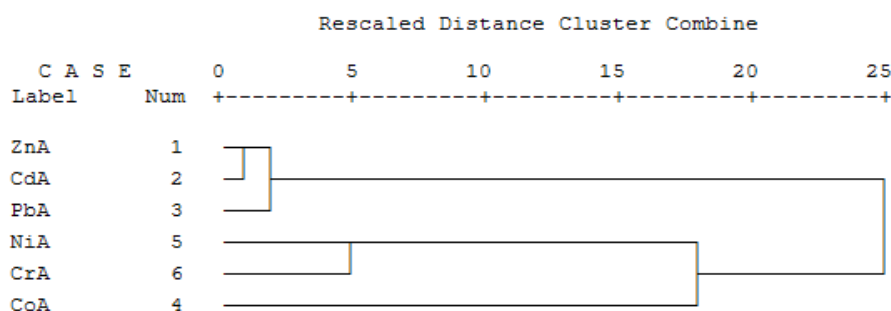 Rescaled Distance Cluster Combine
C A S E 0 5 10 15 20 25
Label Num +---------+---------+---------+---------+---------+
ZnA 1
CdA 2
PbA 3
NiA 5
CrA 6
CoA 4